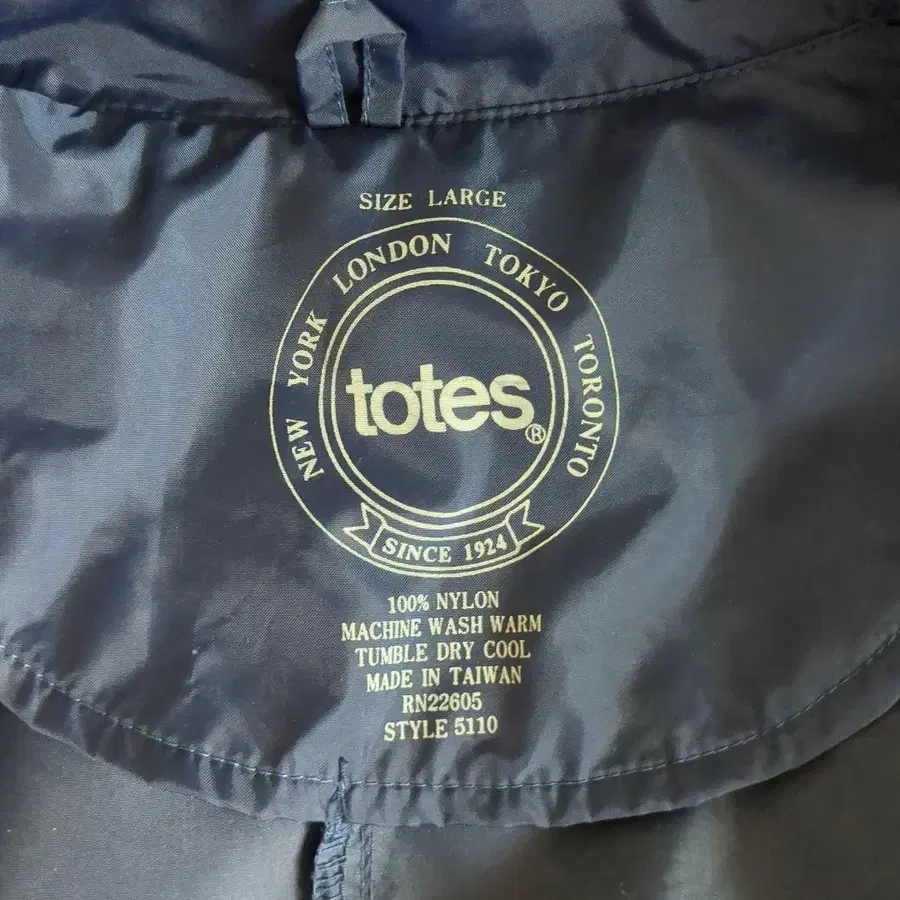 SIZE LARGE
NEW YORK LONDON TOKYO TORONTO
totes®
SINCE 1924
100% NYLON
MACHINE WASH WARM
TUMBLE DRY COOL
MADE IN TAIWAN
RN22605
STYLE 5110